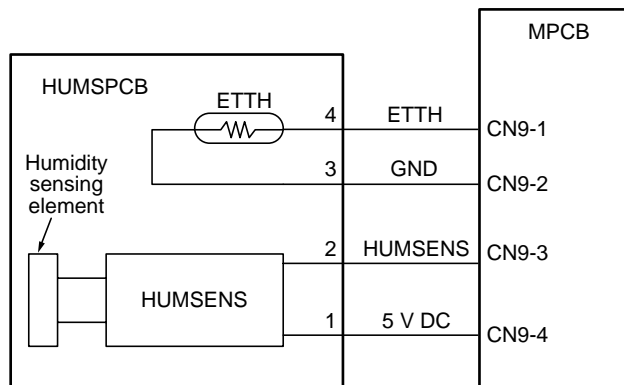 MPCB
HUMSPCB
ETTH
4
ETTH
CN9-1
3
GND
CN9-2
Humidity
sensing
element
2
HUMSENS
CN9-3
HUMSENS
1
5 V DC
CN9-4